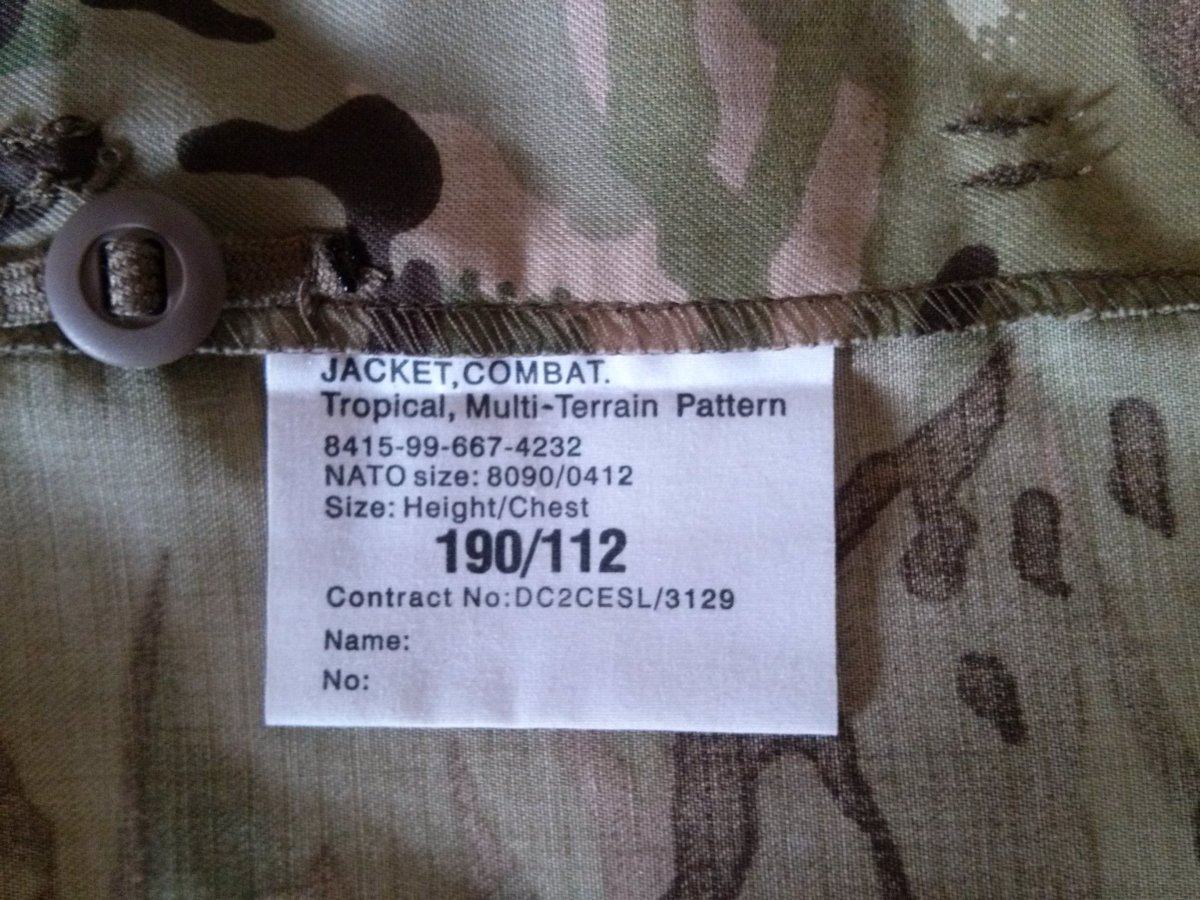 JACKET,COMBAT.
Tropical, Multi-Terrain Pattern
8415-99-667-4232
NATO size: 8090/0412
Size: Height/Chest
190/112
Contract No:DC2CESL/3129
Name:
No: